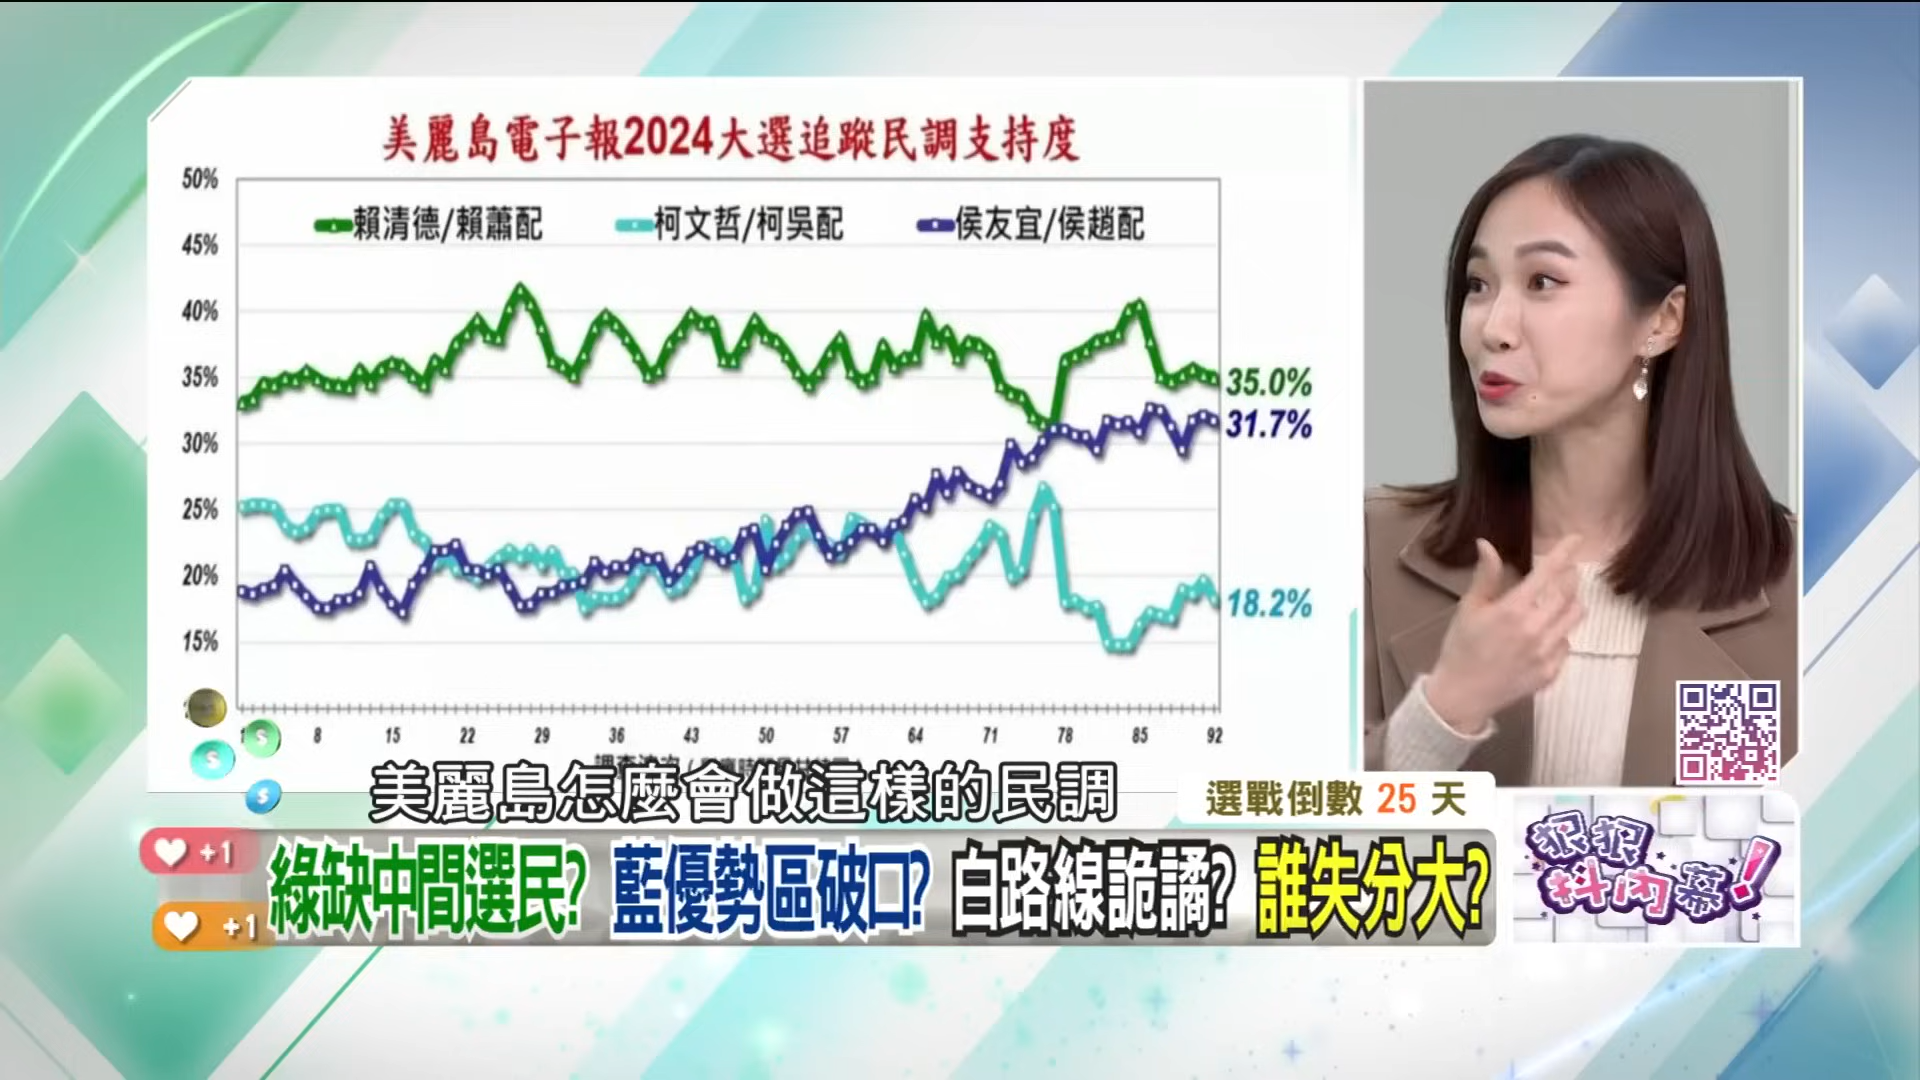 美麗島電子報2024大選追蹤民調支持度
50%
45%
40%
35%
30%
25%
20%
15%
賴清德/賴蕭配
柯文哲/柯吳配
侯友宜/侯趙配
35.0%
31.7%
18.2%
1 8 15 22 29 36 43 50 57 64 71 78 85 92
美麗島怎麼會做這樣的民調
選戰倒數 25 天
+1
+1
綠缺中間選民? 藍優勢區破口? 白路線詭譎? 誰失分大?
狠狠
抖內幕!